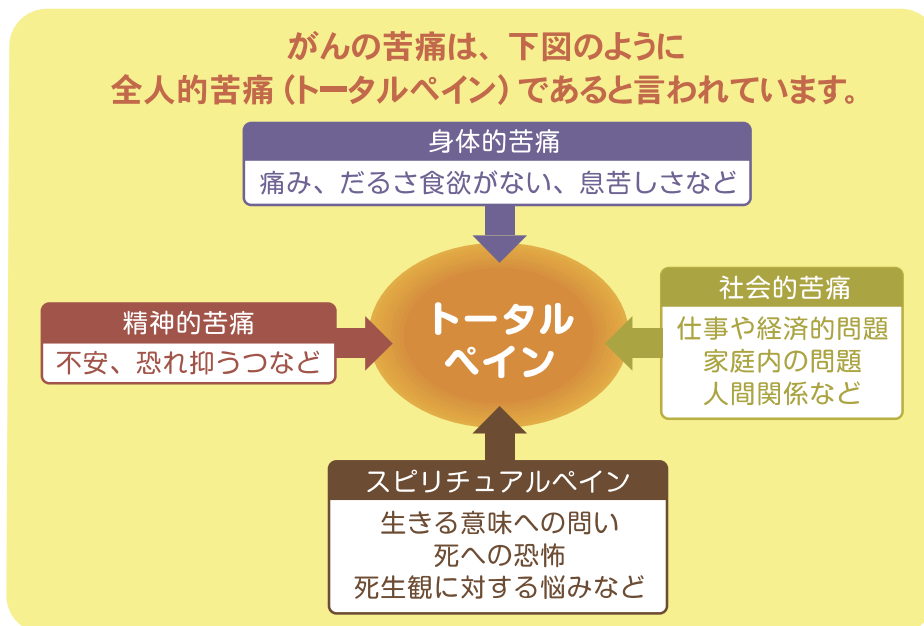 がんの苦痛は、下図のように
全人的苦痛(トータルペイン)であると言われています。
身体的苦痛
痛み、だるさ食欲がない、息苦しさなど
精神的苦痛
不安、恐れ抑うつなど
トータル
ペイン
社会的苦痛
仕事や経済的問題
家庭内の問題
人間関係など
スピリチュアルペイン
生きる意味への問い
死への恐怖
死生観に対する悩みなど